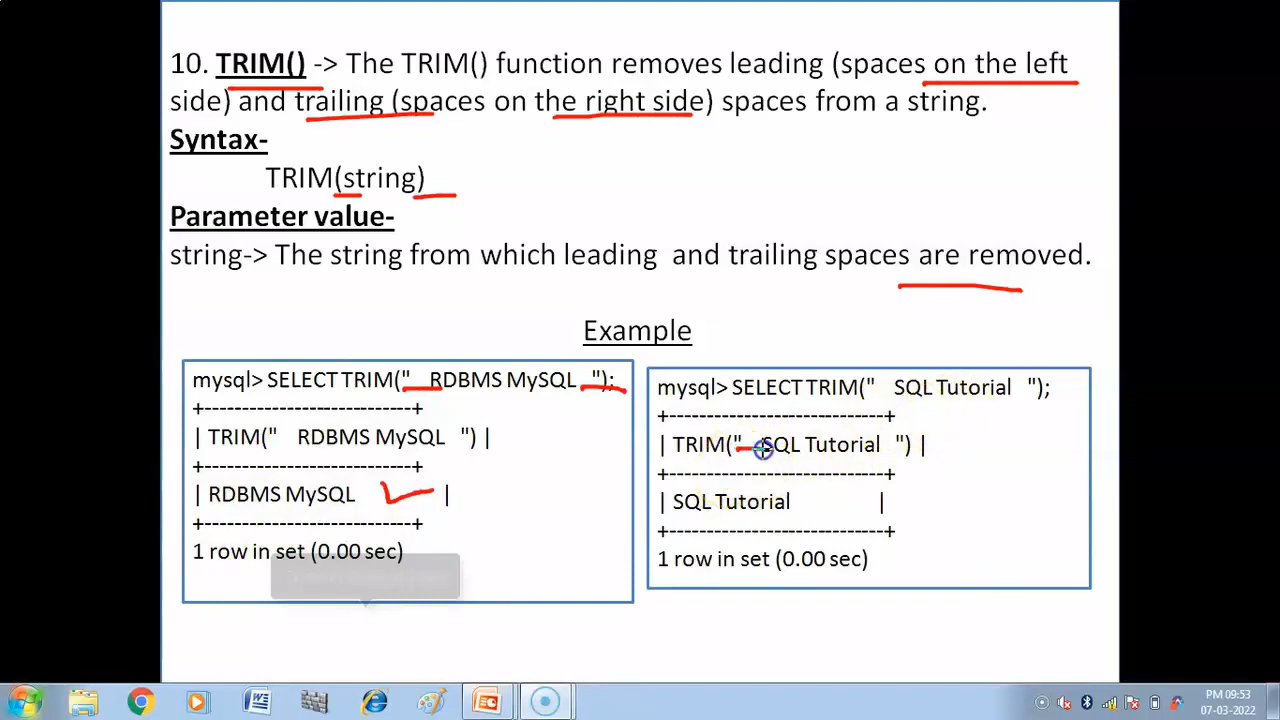 10. TRIM() -> The TRIM() function removes leading (spaces on the left
side) and trailing (spaces on the right side) spaces from a string.
Syntax-
TRIM(string)
Parameter value-
string-> The string from which leading and trailing spaces are removed.
Example
mysql> SELECT TRIM("   RDBMS MySQL   ");
+----------------------------+
| TRIM("   RDBMS MySQL   ") |
+----------------------------+
| RDBMS MySQL |
+----------------------------+
1 row in set (0.00 sec)
mysql> SELECT TRIM("   SQL Tutorial   ");
+-----------------------------+
| TRIM("   SQL Tutorial   ") |
+-----------------------------+
| SQL Tutorial |
+-----------------------------+
1 row in set (0.00 sec)
PM 09:53
07-03-2022